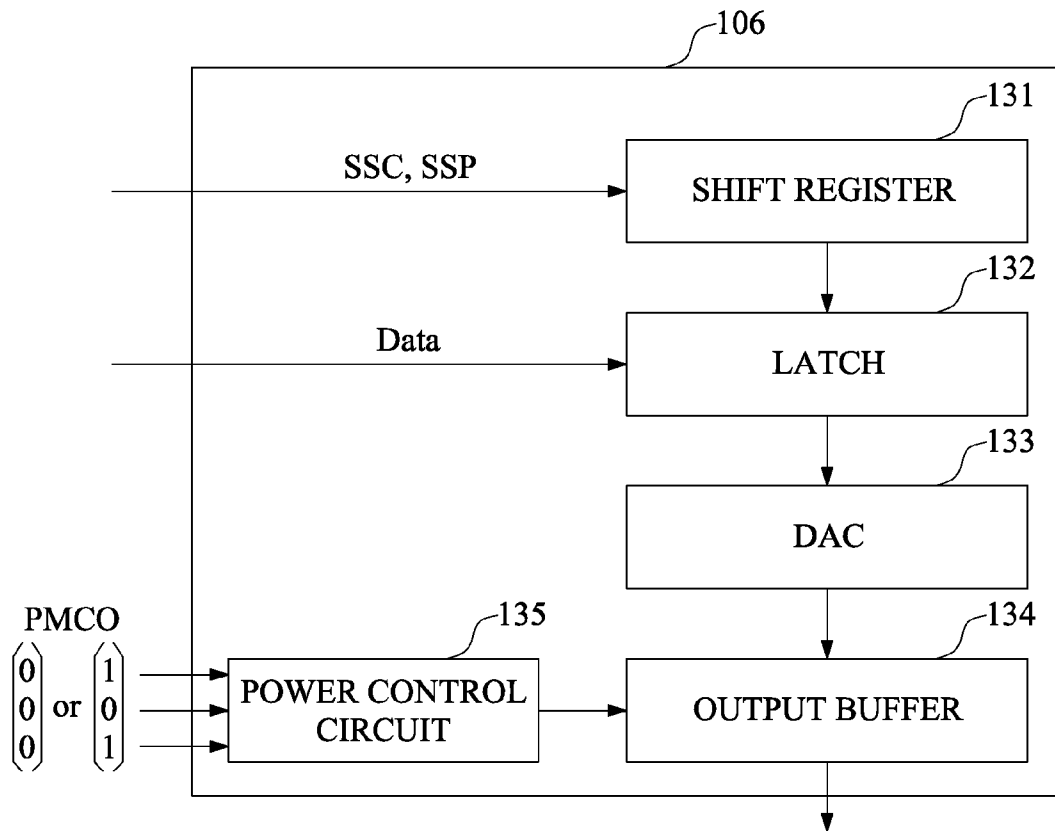 106
131
SSC, SSP
SHIFT REGISTER
132
Data
LATCH
133
DAC
PMCO
135
134
0 or 1
0 0
0 1
POWER CONTROL
CIRCUIT
OUTPUT BUFFER